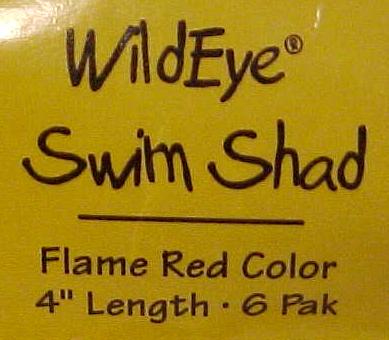 WildEye®
Swim Shad
Flame Red Color
4" Length · 6 Pak